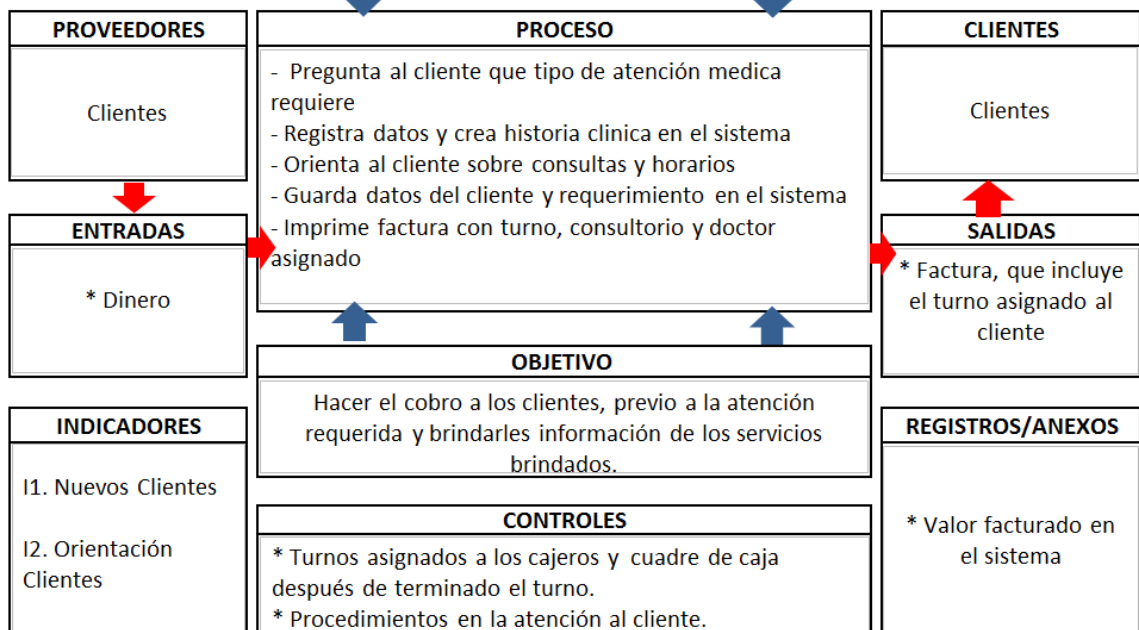 PROVEEDORES
Clientes
ENTRADAS
* Dinero
INDICADORES
I1. Nuevos Clientes
I2. Orientación
Clientes
PROCESO
- Pregunta al cliente que tipo de atención medica
requiere
- Registra datos y crea historia clinica en el sistema
- Orienta al cliente sobre consultas y horarios
- Guarda datos del cliente y requerimiento en el sistema
- Imprime factura con turno, consultorio y doctor
asignado
OBJETIVO
Hacer el cobro a los clientes, previo a la atención
requerida y brindarles información de los servicios
brindados.
CONTROLES
* Turnos asignados a los cajeros y cuadre de caja
después de terminado el turno.
* Procedimientos en la atención al cliente.
CLIENTES
Clientes
SALIDAS
* Factura, que incluye
el turno asignado al
cliente
REGISTROS/ANEXOS
* Valor facturado en
el sistema